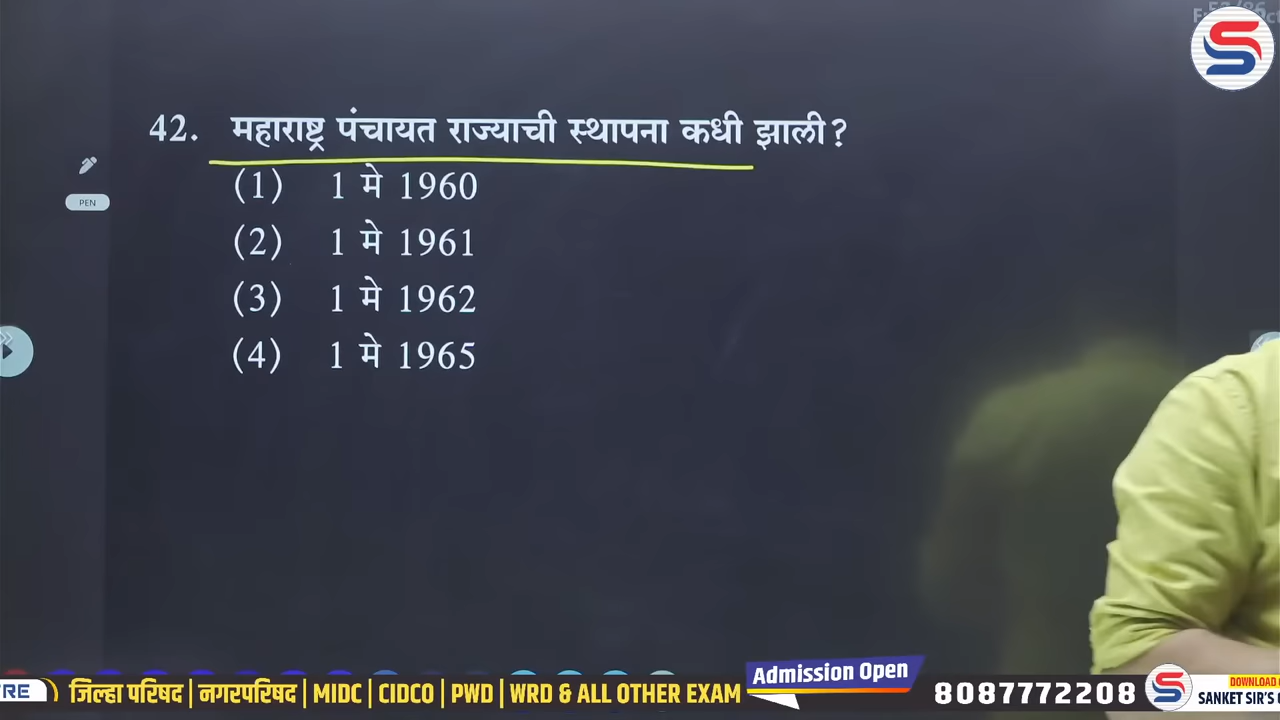 42. महाराष्ट्र पंचायत राज्याची स्थापना कधी झाली?
PEN
(1) 1 मे 1960
(2) 1 मे 1961
(3) 1 मे 1962
(4) 1 मे 1965
Admission Open
जिल्हा परिषद | नगरपरिषद | MIDC | CIDCO | PWD | WRD & ALL OTHER EXAM
8087772208
DOWNLOAD
SANKET SIR'S